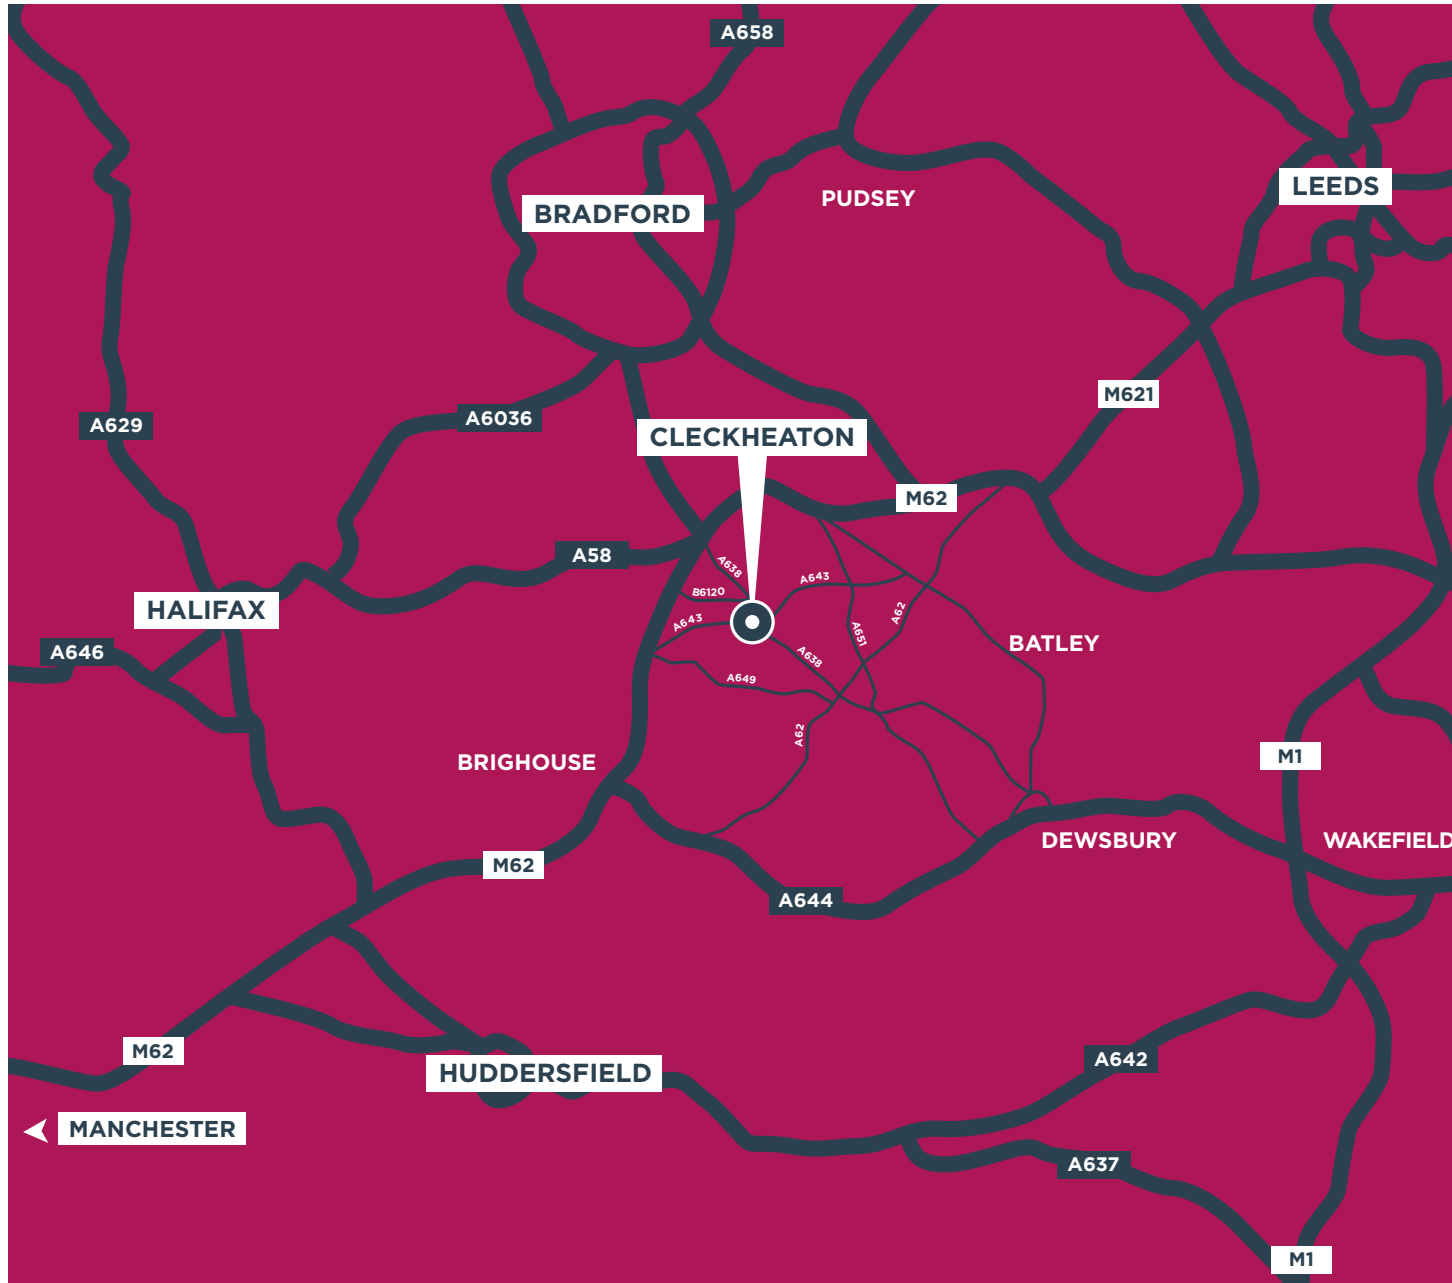 A658
LEEDS
PUDSEY
BRADFORD
M621
A6036
A629
CLECKHEATON
M62
A58
A638
A643
B6120
A62
HALIFAX
A643
A651
BATLEY
A646
A638
A649
A62
M1
BRIGHOUSE
DEWSBURY
WAKEFIELD
M62
A644
M62
A642
HUDDERSFIELD
MANCHESTER
A637
M1